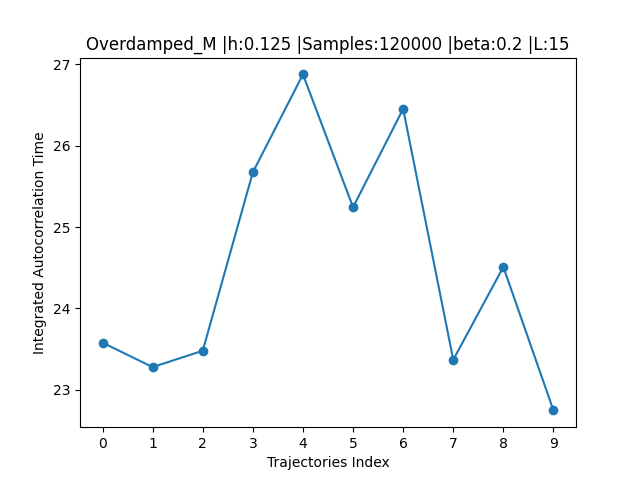 Overdamped_M |h:0.125 |Samples:120000 |beta:0.2 |L:15
27
26
25
24
23
Integrated Autocorrelation Time
0 1 2 3 4 5 6 7 8 9
Trajectories Index